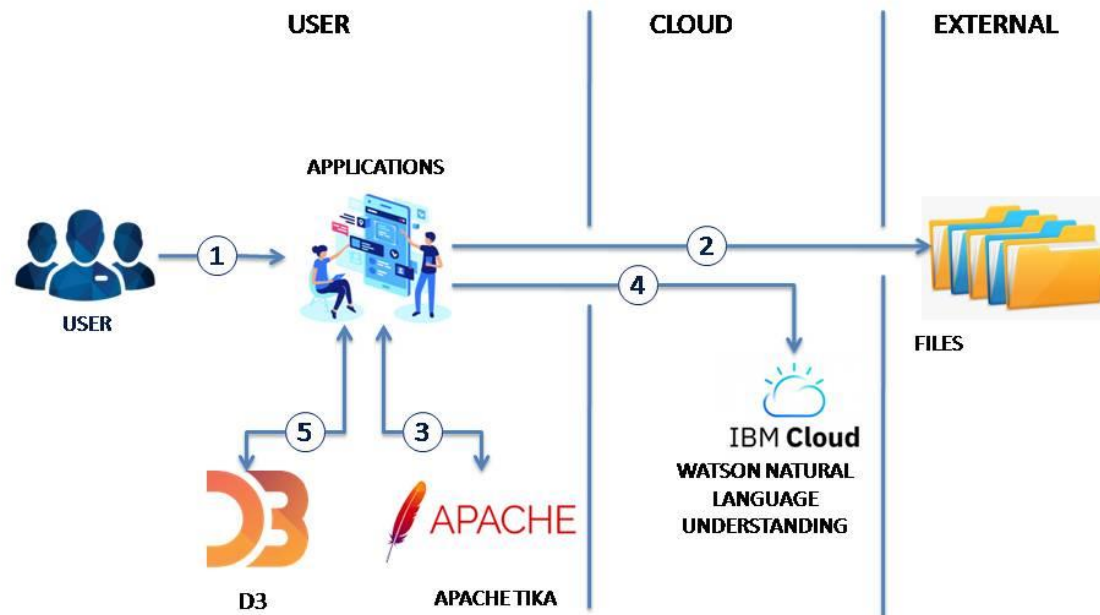 USER
CLOUD
EXTERNAL
APPLICATIONS
1
2
4
USER
FILES
5
3
IBM Cloud
WATSON NATURAL
LANGUAGE
UNDERSTANDING
D3
APACHE
D3
APACHE TIKA